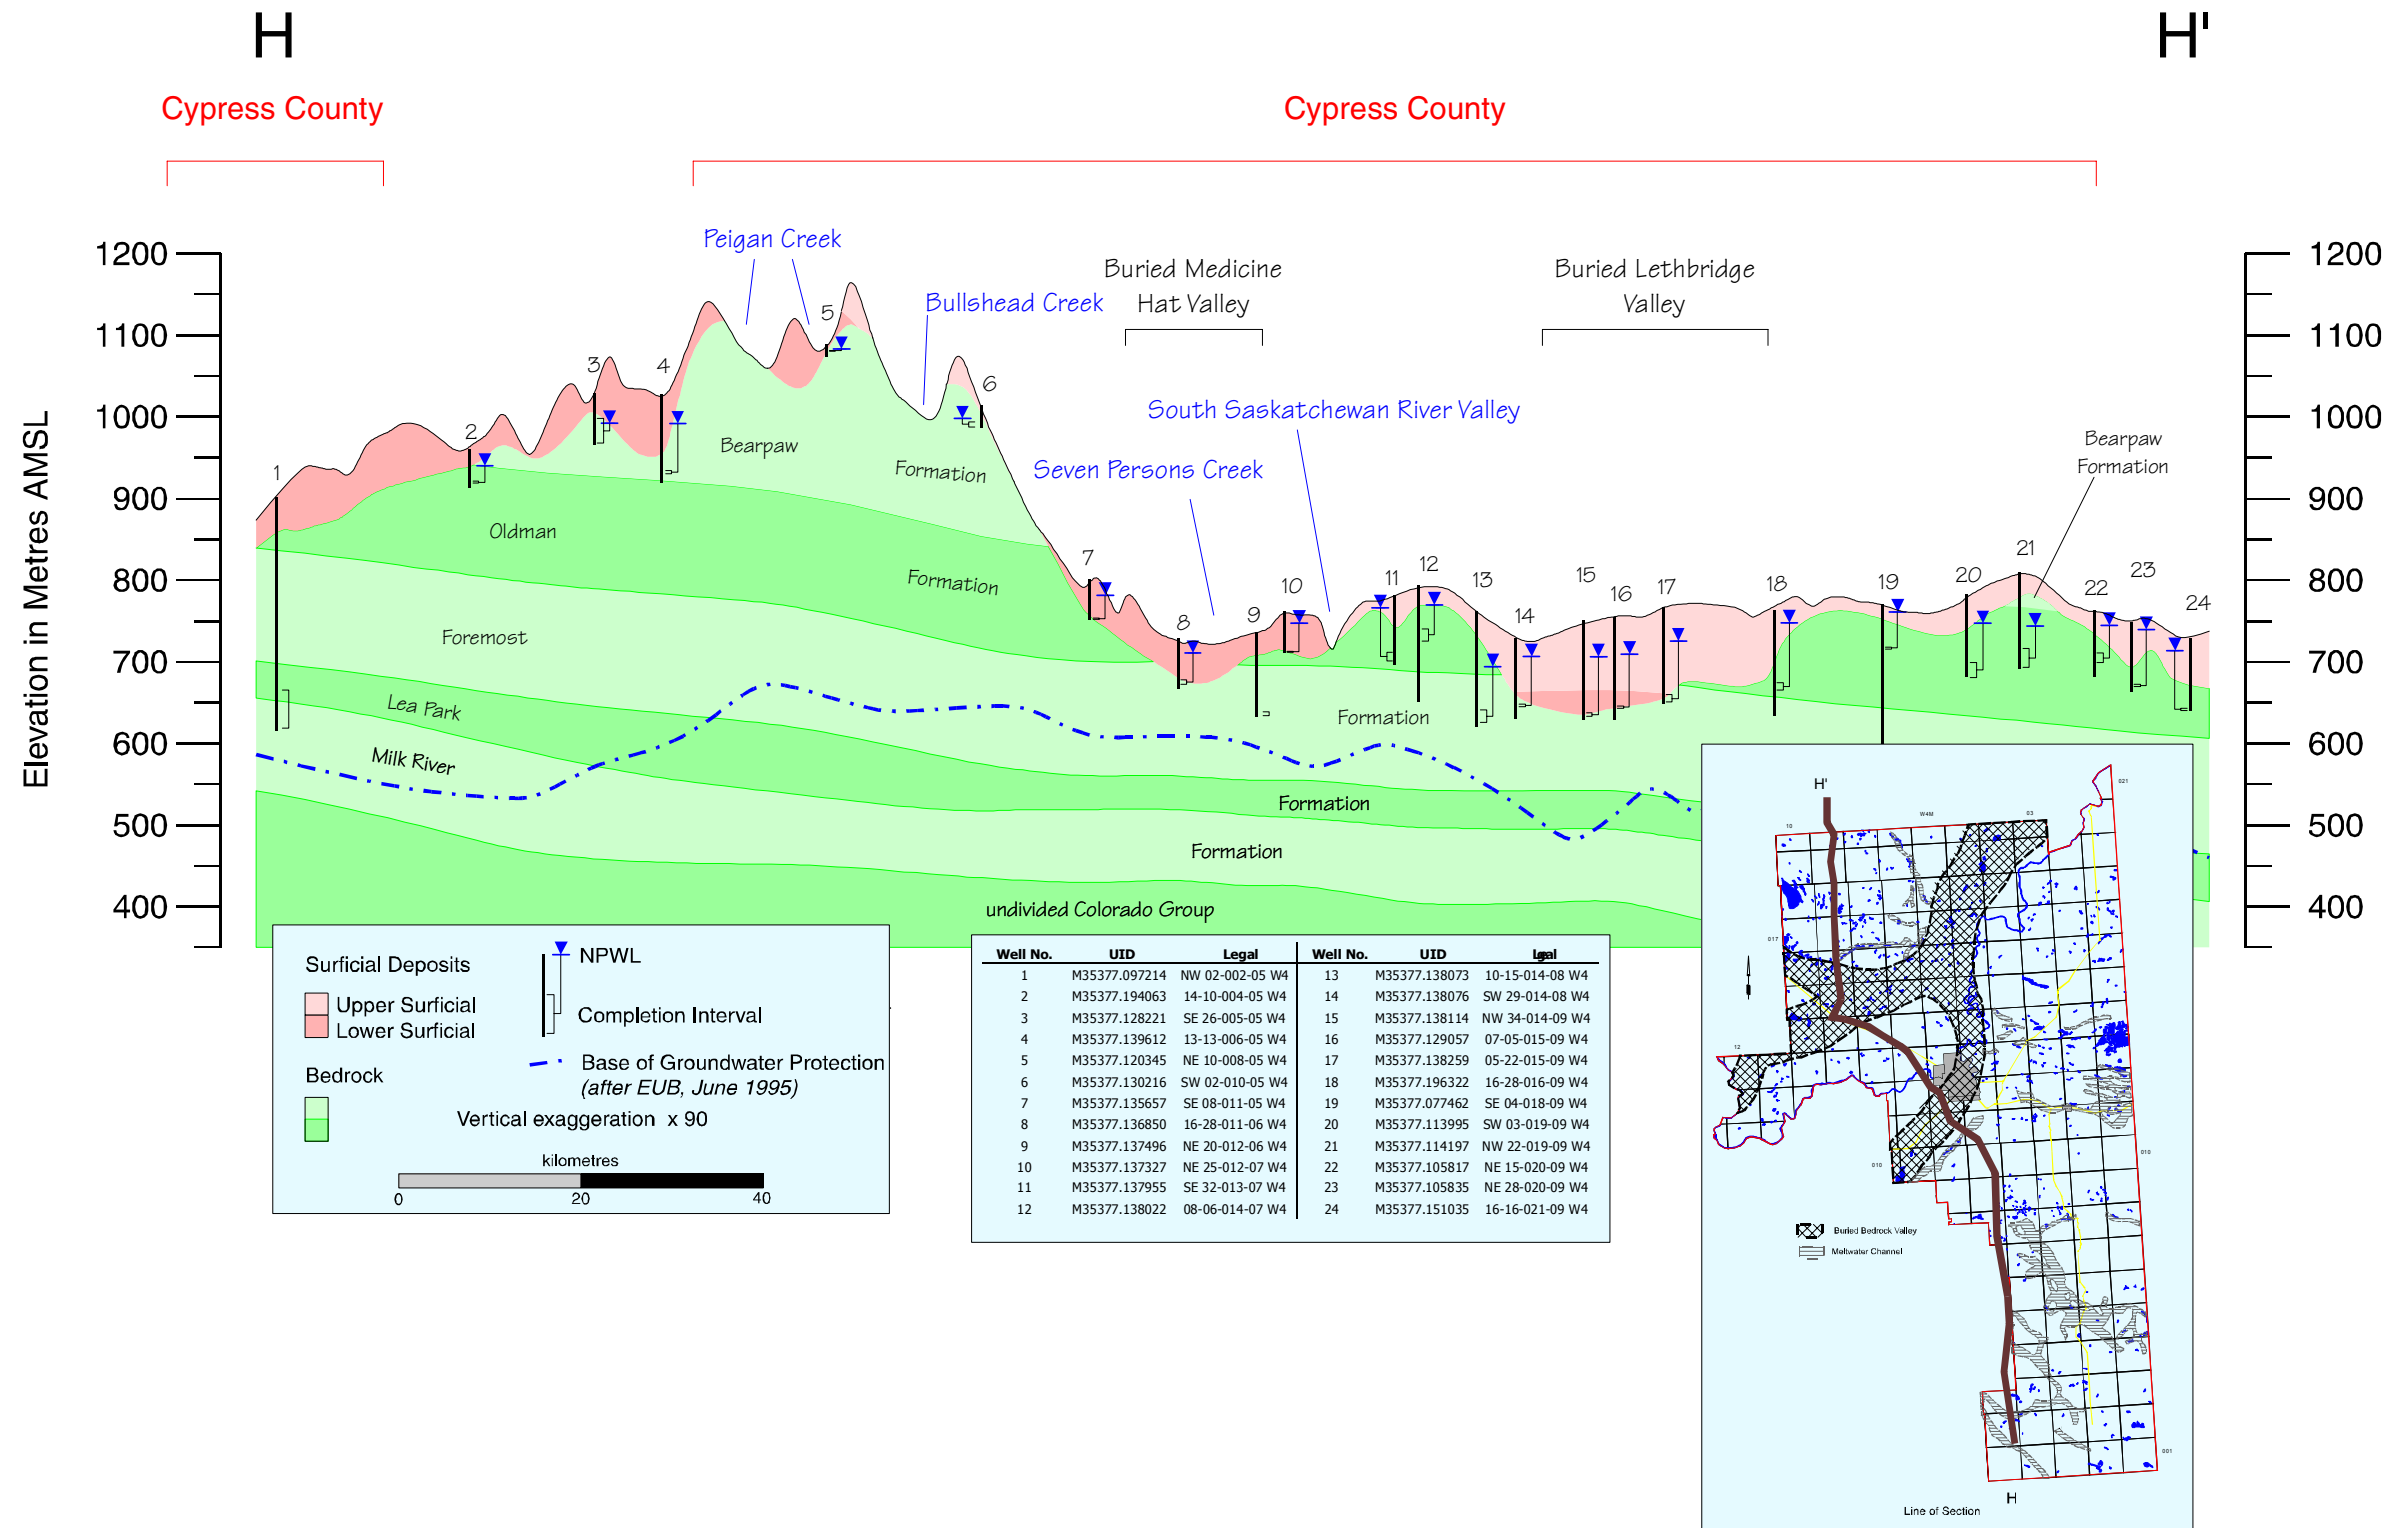 H H'
Cypress County Cypress County
Peigan Creek
Buried Medicine
Hat Valley
Buried Lethbridge
Valley
Bullshead Creek
South Saskatchewan River Valley
Seven Persons Creek
Bearpaw
Formation
Elevation in Metres AMSL
1200 1200
1100 1100
1000 1000
900 900
800 800
700 700
600 600
500 500
400 400
1 2 3 4 5 6 7 8 9 10 11 12 13 14 15 16 17 18 19 20 21 22 23 24
Bearpaw Formation
Oldman Formation
Foremost Formation
Lea Park Formation
Milk River Formation
undivided Colorado Group
Surficial Deposits
Upper Surficial
Lower Surficial
Bedrock
NPWL
Completion Interval
Base of Groundwater Protection
(after EUB, June 1995)
Vertical exaggeration x 90
kilometres
0 20 40
Well No. UID Legal Well No. UID Legal
1 M35377.097214 NW 02-002-05 W4 13 M35377.138073 10-15-014-08 W4
2 M35377.194063 14-10-004-05 W4 14 M35377.138076 SW 29-014-08 W4
3 M35377.128221 SE 26-005-05 W4 15 M35377.138114 NW 34-014-09 W4
4 M35377.139612 13-13-006-05 W4 16 M35377.129057 07-05-015-09 W4
5 M35377.120345 NE 10-008-05 W4 17 M35377.138259 05-22-015-09 W4
6 M35377.130216 SW 02-010-05 W4 18 M35377.196322 16-28-016-09 W4
7 M35377.135657 SE 08-011-05 W4 19 M35377.077462 SE 04-018-09 W4
8 M35377.136850 16-28-011-06 W4 20 M35377.113995 SW 03-019-09 W4
9 M35377.137496 NE 20-012-06 W4 21 M35377.114197 NW 22-019-09 W4
10 M35377.137327 NE 25-012-07 W4 22 M35377.105817 NE 15-020-09 W4
11 M35377.137955 SE 32-013-07 W4 23 M35377.105835 NE 28-020-09 W4
12 M35377.138022 08-06-014-07 W4 24 M35377.151035 16-16-021-09 W4
H'
021
10 W4M 03
017
12
010 010
Buried Bedrock Valley
Meltwater Channel
001
H
Line of Section